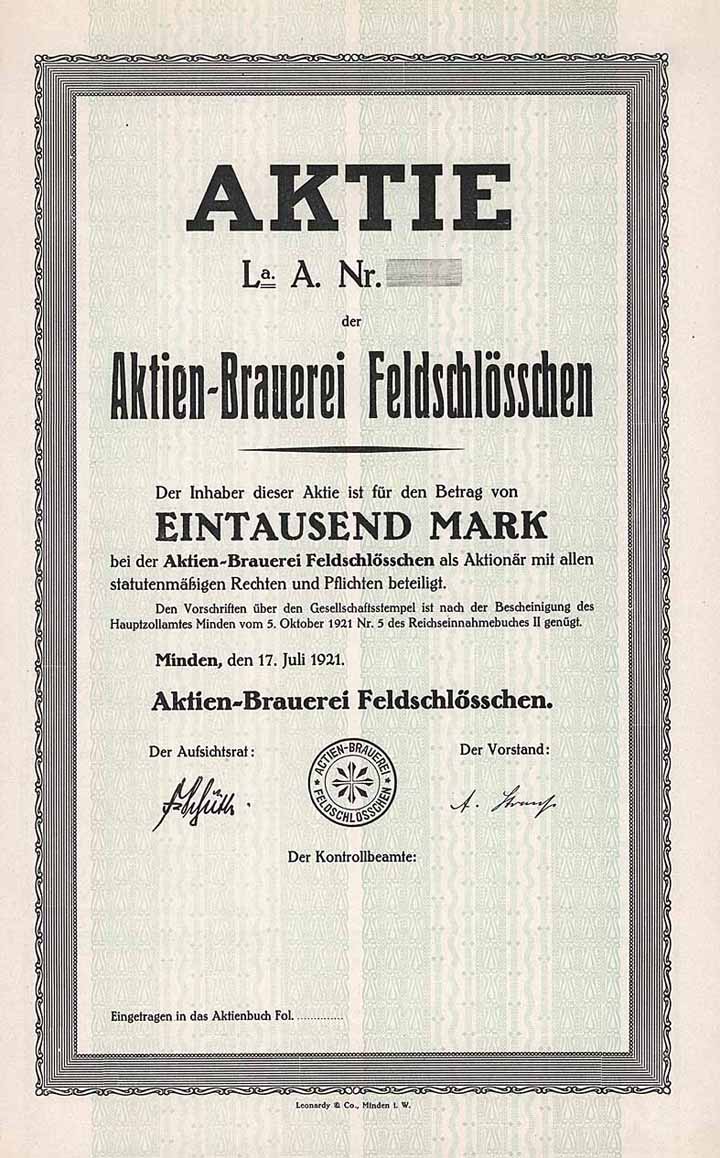 AKTIE
La. A. Nr.
der
Aktien-Brauerei Feldschlösschen
Der Inhaber dieser Aktie ist für den Betrag von
EINTAUSEND MARK
bei der Aktien-Brauerei Feldschlösschen als Aktionär mit allen
statutenmäßigen Rechten und Pflichten beteiligt.
Den Vorschriften über den Gesellschaftsstempel ist nach der Bescheinigung des
Hauptzollamtes Minden vom 5. Oktober 1921 Nr. 5 des Reichseinnahmebuches II genügt.
Minden, den 17. Juli 1921.
Aktien-Brauerei Feldschlösschen.
Der Aufsichtsrat:
Der Vorstand:
ACTIEN-BRAUEREI
FELDSCHLÖSSCHEN
Der Kontrollbeamte:
Eingetragen in das Aktienbuch Fol. ..............
Leonardy & Co., Minden i. W.